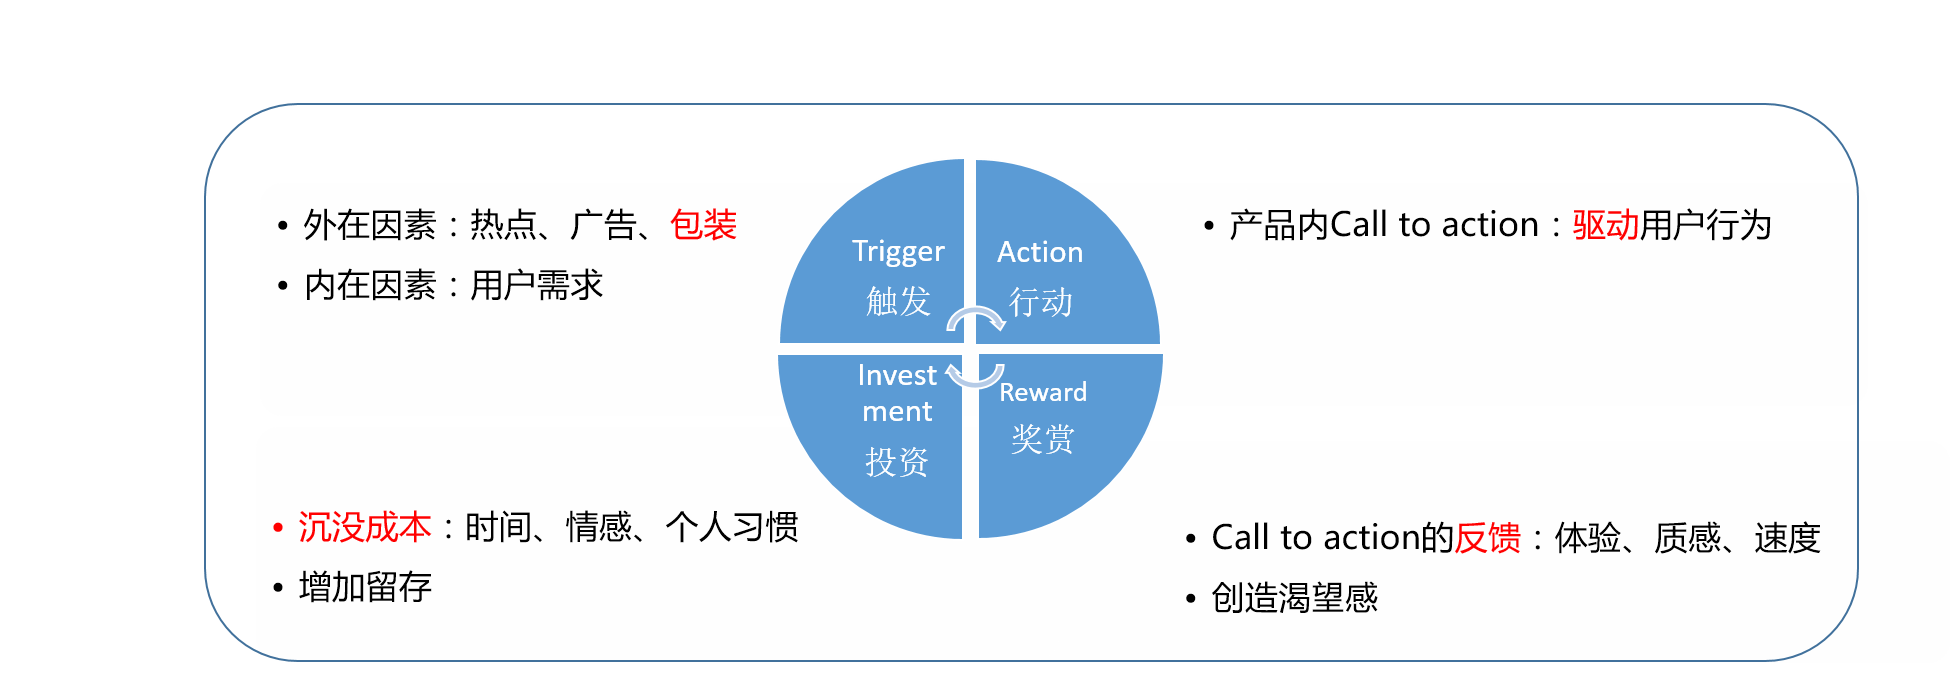 • 外在因素：热点、广告、包装
• 内在因素：用户需求
Trigger
触发
Action
行动
• 产品内Call to action：驱动用户行为
Invest
ment
投资
Reward
奖赏
• 沉没成本：时间、情感、个人习惯
• 增加留存
• Call to action的反馈：体验、质感、速度
• 创造渴望感